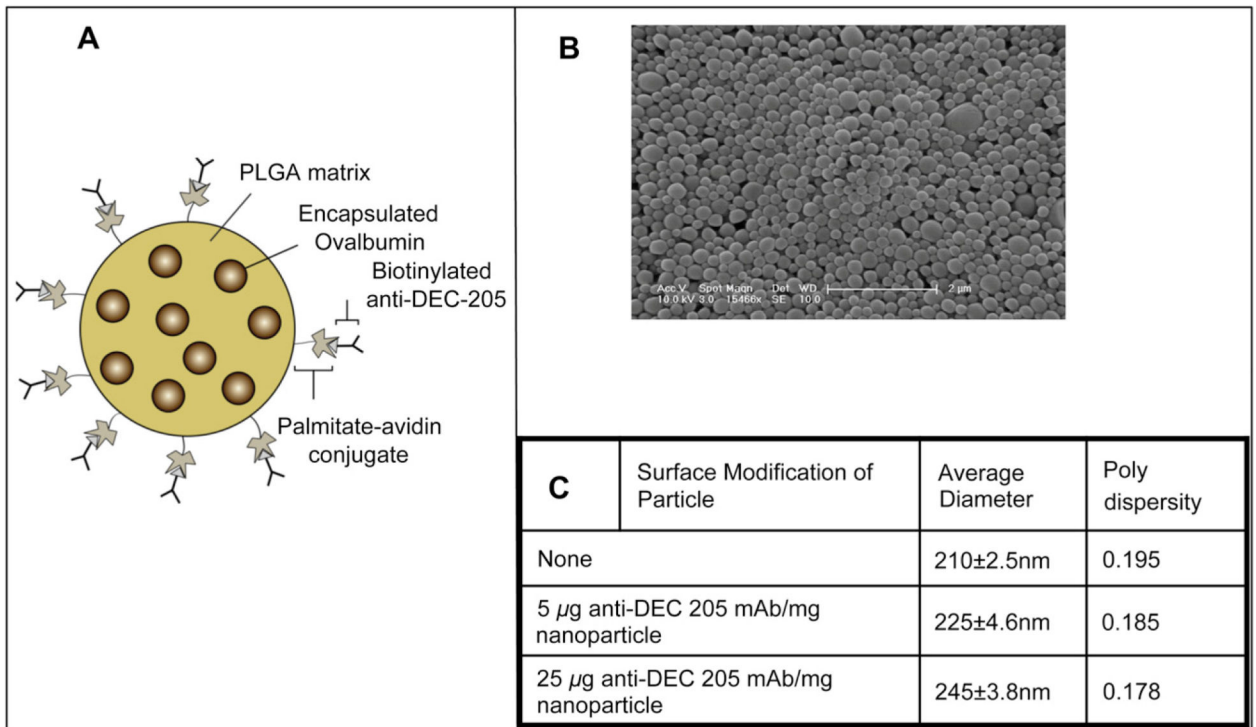 A
PLGA matrix
Encapsulated
Ovalbumin
Biotinylated
anti-DEC-205
Palmitate-avidin
conjugate
B
Acc.V Spot Magn Det WD
10.0 kV 3.0 15466x SE 10.0
2 µm
C
Surface Modification of
Particle
Average
Diameter
Poly
dispersity
None
210±2.5nm
0.195
5 µg anti-DEC 205 mAb/mg
nanoparticle
225±4.6nm
0.185
25 µg anti-DEC 205 mAb/mg
nanoparticle
245±3.8nm
0.178